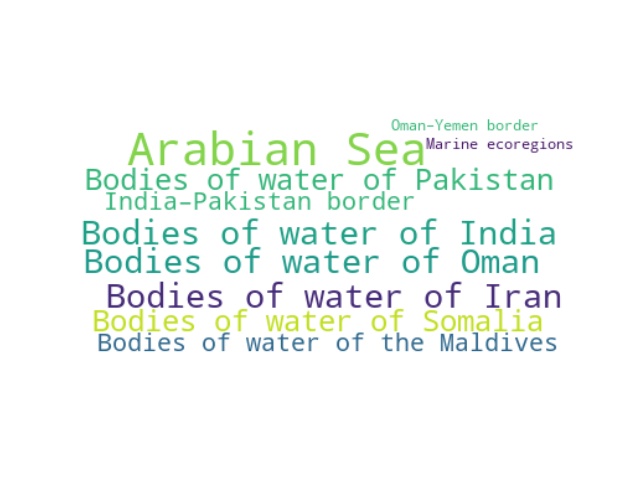 Oman–Yemen border
Arabian Sea
Marine ecoregions
Bodies of water of Pakistan
India–Pakistan border
Bodies of water of India
Bodies of water of Oman
Bodies of water of Iran
Bodies of water of Somalia
Bodies of water of the Maldives